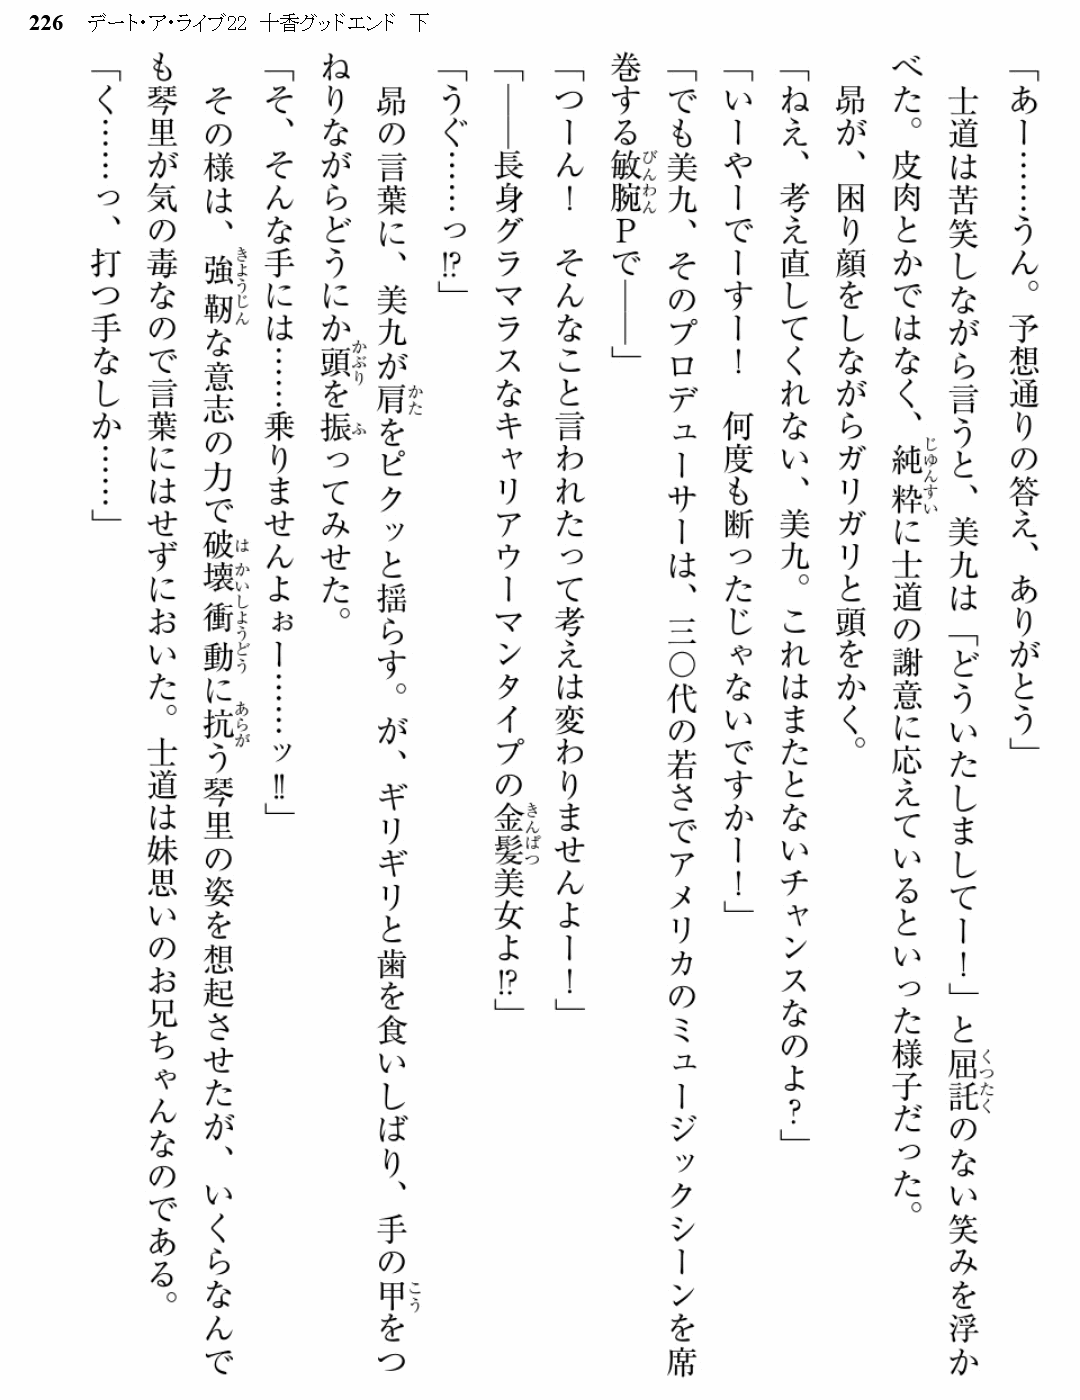 226 デート・ア・ライブ22 十香グッドエンド 下
「あー……うん。予想通りの答え、ありがとう」
　士道は苦笑しながら言うと、美九は「どういたしましてー！」と屈託のない笑みを浮か
べた。皮肉とかではなく、純粋に士道の謝意に応えているといった様子だった。
　昴が、困り顔をしながらガリガリと頭をかく。
「ねえ、考え直してくれない、美九。これはまたとないチャンスなのよ？」
「いーやーでーすー！　何度も断ったじゃないですかー！」
「でも美九、そのプロデューサーは、三〇代の若さでアメリカのミュージックシーンを席
巻する敏腕Ｐで――」
「つーん！　そんなこと言われたって考えは変わりませんよー！」
「――長身グラマラスなキャリアウーマンタイプの金髪美女よ!?」
「うぐ……っ!?」
　昴の言葉に、美九が肩をピクッと揺らす。が、ギリギリと歯を食いしばり、手の甲をつ
ねりながらどうにか頭を振ってみせた。
「そ、そんな手には……乗りませんよぉー……ッ!!」
　その様は、強靭な意志の力で破壊衝動に抗う琴里の姿を想起させたが、いくらなんで
も琴里が気の毒なので言葉にはせずにおいた。士道は妹思いのお兄ちゃんなのである。
「く……っ、打つ手なしか……」